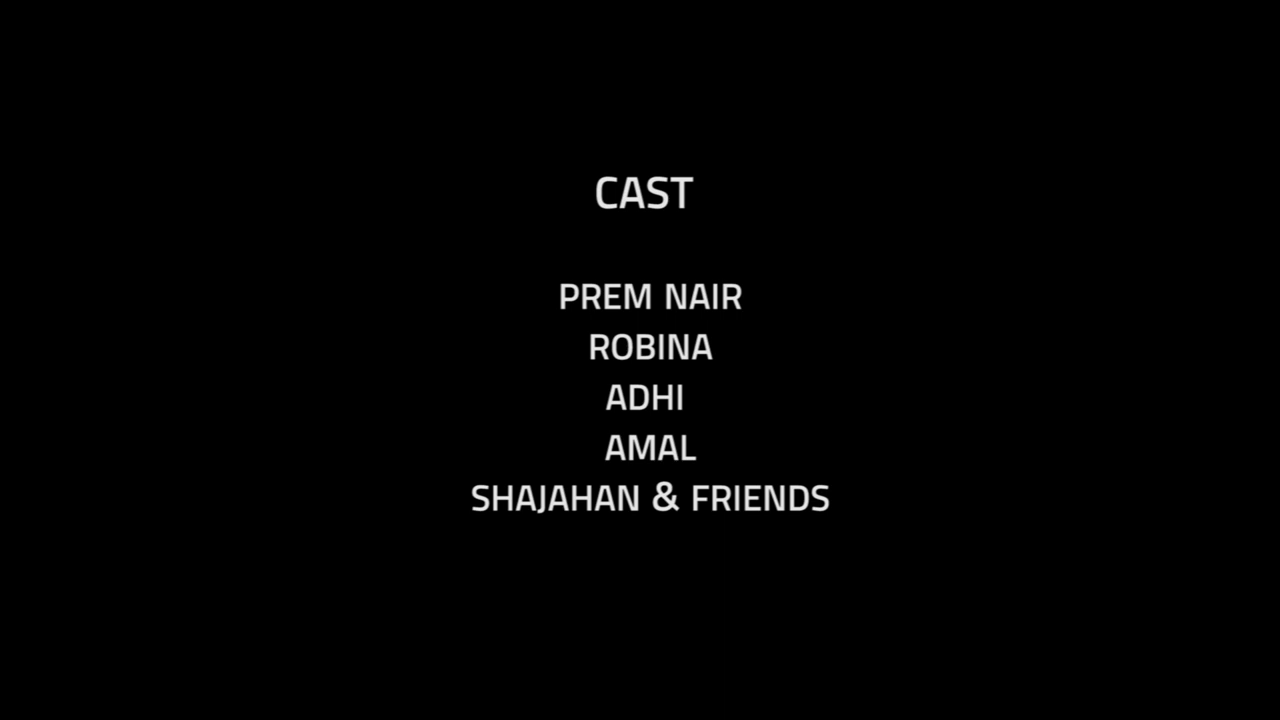 CAST
PREM NAIR
ROBINA
ADHI
AMAL
SHAJAHAN & FRIENDS